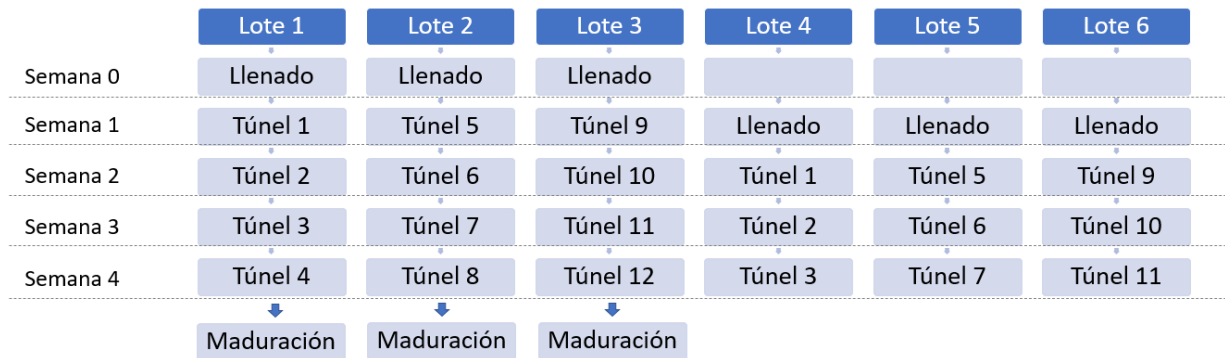 Lote 1 Lote 2 Lote 3 Lote 4 Lote 5 Lote 6
Semana 0 Llenado Llenado Llenado
Semana 1 Túnel 1 Túnel 5 Túnel 9 Llenado Llenado Llenado
Semana 2 Túnel 2 Túnel 6 Túnel 10 Túnel 1 Túnel 5 Túnel 9
Semana 3 Túnel 3 Túnel 7 Túnel 11 Túnel 2 Túnel 6 Túnel 10
Semana 4 Túnel 4 Túnel 8 Túnel 12 Túnel 3 Túnel 7 Túnel 11
Maduración Maduración Maduración